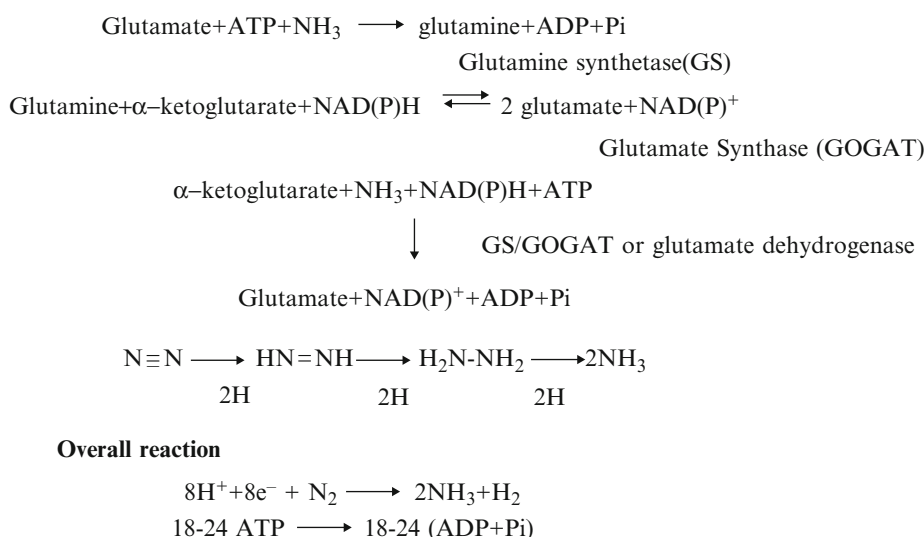 Glutamate+ATP+NH₃ ⟶ glutamine+ADP+Pi
Glutamine synthetase(GS)
Glutamine+α–ketoglutarate+NAD(P)H ⇄ 2 glutamate+NAD(P)⁺
Glutamate Synthase (GOGAT)
α–ketoglutarate+NH₃+NAD(P)H+ATP
↓ GS/GOGAT or glutamate dehydrogenase
Glutamate+NAD(P)⁺+ADP+Pi
N≡N ⟶ HN=NH ⟶ H₂N-NH₂ ⟶ 2NH₃
2H 2H 2H
Overall reaction
8H⁺+8e⁻ + N₂ ⟶ 2NH₃+H₂
18-24 ATP ⟶ 18-24 (ADP+Pi)